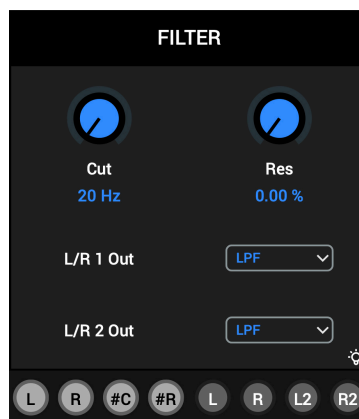 FILTER
Cut Res
20 Hz 0.00 %
L/R 1 Out LPF
L/R 2 Out LPF
L R #C #R L R L2 R2